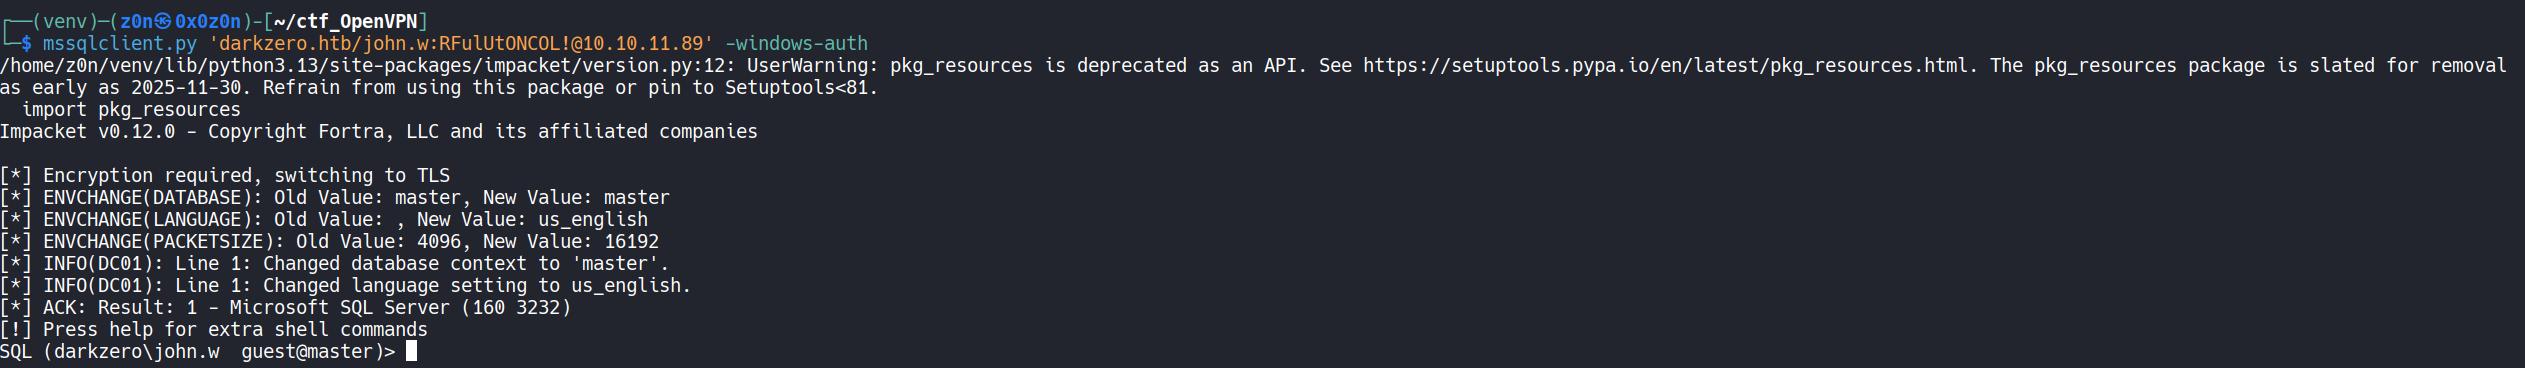 ┌──(venv)─(z0n㉿0x0z0n)-[~/ctf_OpenVPN]
└─$ mssqlclient.py 'darkzero.htb/john.w:RFulUtONCOL!@10.10.11.89' -windows-auth
/home/z0n/venv/lib/python3.13/site-packages/impacket/version.py:12: UserWarning: pkg_resources is deprecated as an API. See https://setuptools.pypa.io/en/latest/pkg_resources.html. The pkg_resources package is slated for removal
as early as 2025-11-30. Refrain from using this package or pin to Setuptools<81.
  import pkg_resources
Impacket v0.12.0 - Copyright Fortra, LLC and its affiliated companies

[*] Encryption required, switching to TLS
[*] ENVCHANGE(DATABASE): Old Value: master, New Value: master
[*] ENVCHANGE(LANGUAGE): Old Value: , New Value: us_english
[*] ENVCHANGE(PACKETSIZE): Old Value: 4096, New Value: 16192
[*] INFO(DC01): Line 1: Changed database context to 'master'.
[*] INFO(DC01): Line 1: Changed language setting to us_english.
[*] ACK: Result: 1 - Microsoft SQL Server (160 3232)
[!] Press help for extra shell commands
SQL (darkzero\john.w  guest@master)>